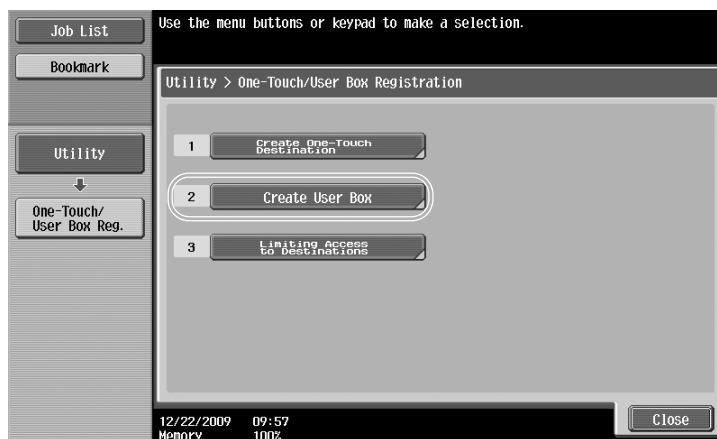 Job List
Bookmark
Utility
One-Touch/
User Box Reg.
Use the menu buttons or keypad to make a selection.
Utility > One-Touch/User Box Registration
1 Create One-Touch
Destination
2 Create User Box
3 Limiting Access
to Destinations
12/22/2009 09:57
Memory 100%
Close